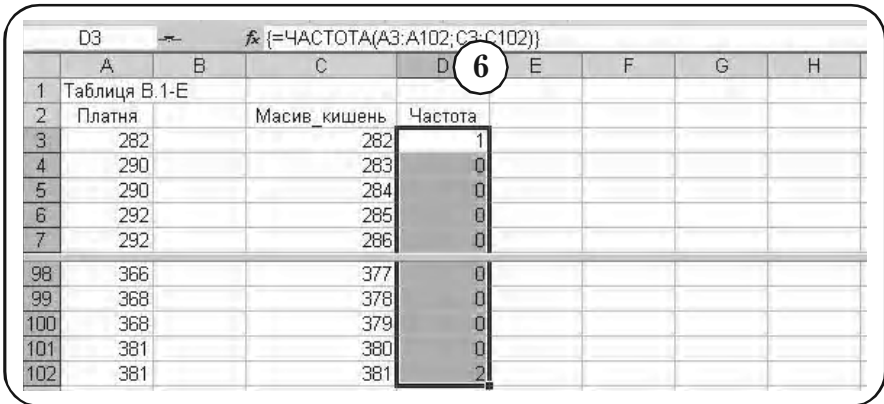 D3 fx {=ЧАСТОТА(A3:A102;C3:C102)}
6
A B C D E F G H
1 Таблиця В.1-Е
2 Платня Масив_кишень Частота
3 282 282 1
4 290 283 0
5 290 284 0
6 292 285 0
7 292 286 0
98 366 377 0
99 368 378 0
100 368 379 0
101 381 380 0
102 381 381 2